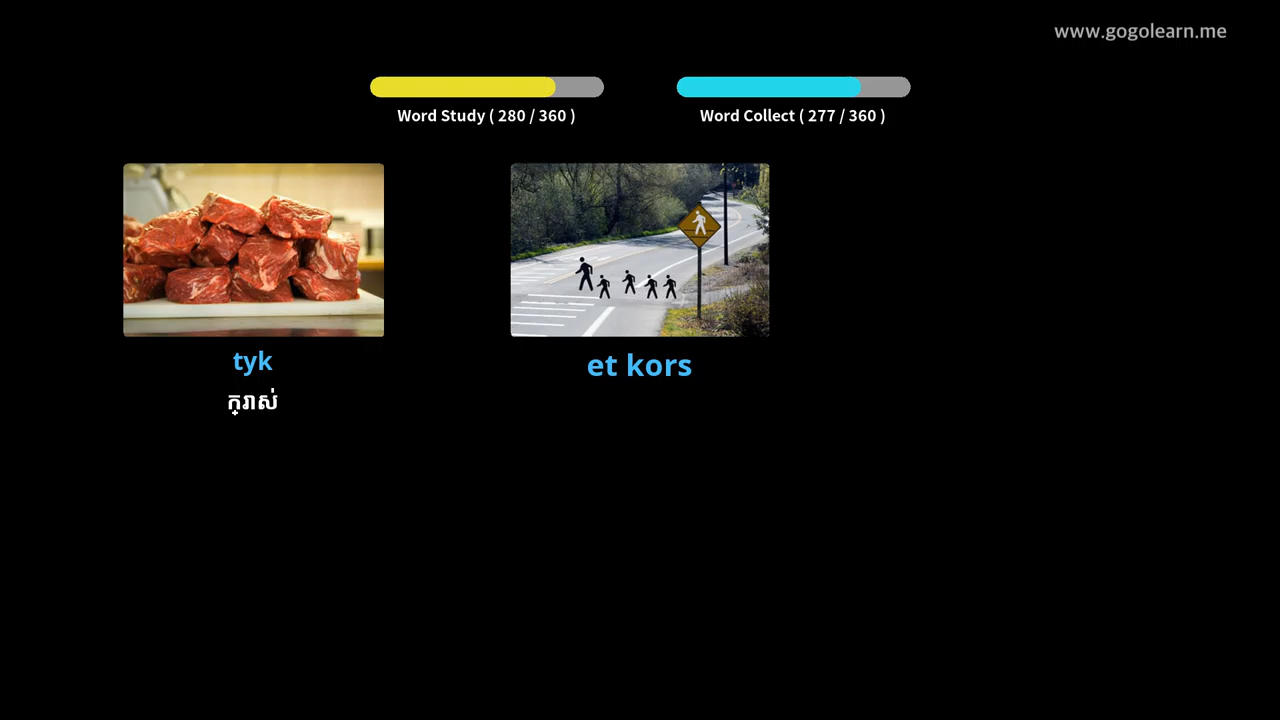 www.gogolearn.me
Word Study ( 280 / 360 )
Word Collect ( 277 / 360 )
tyk
et kors
ក្រាស់